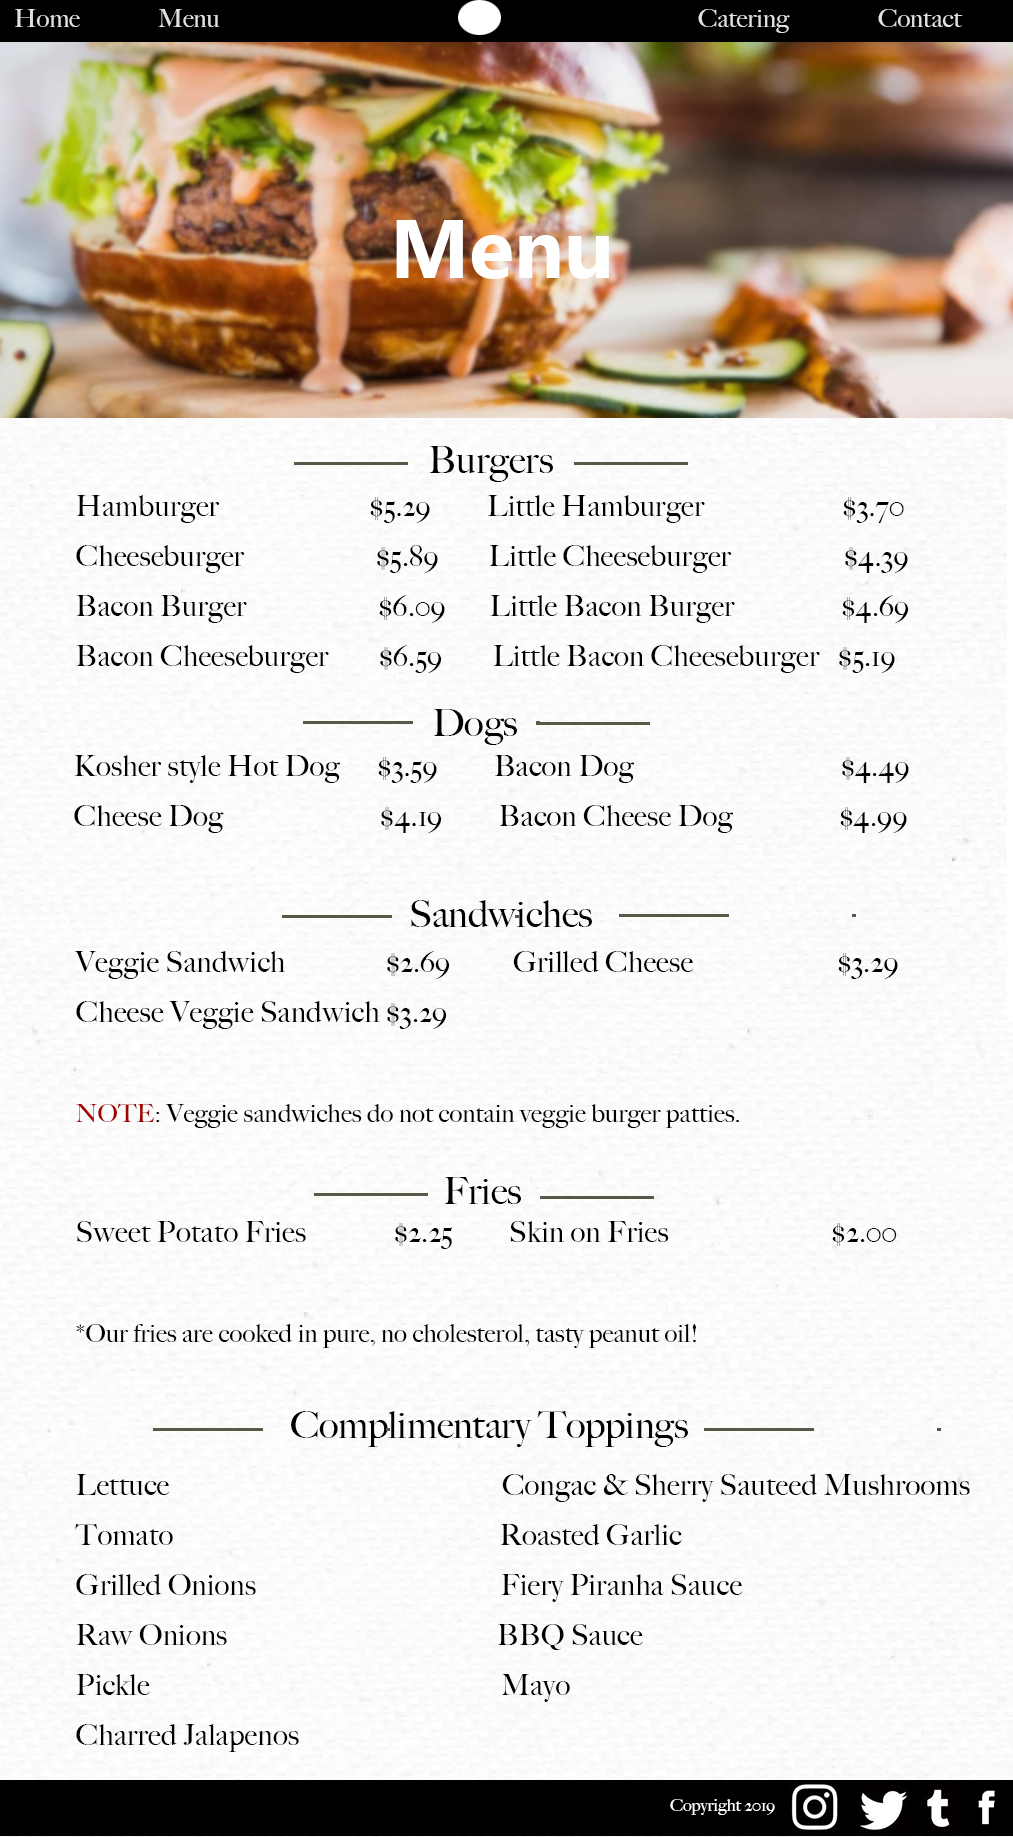 Home Menu Catering Contact
Menu
Burgers
Hamburger $5.29 Little Hamburger $3.70
Cheeseburger $5.89 Little Cheeseburger $4.39
Bacon Burger $6.09 Little Bacon Burger $4.69
Bacon Cheeseburger $6.59 Little Bacon Cheeseburger $5.19
Dogs
Kosher style Hot Dog $3.59 Bacon Dog $4.49
Cheese Dog $4.19 Bacon Cheese Dog $4.99
Sandwiches
Veggie Sandwich $2.69 Grilled Cheese $3.29
Cheese Veggie Sandwich $3.29
NOTE: Veggie sandwiches do not contain veggie burger patties.
Fries
Sweet Potato Fries $2.25 Skin on Fries $2.00
*Our fries are cooked in pure, no cholesterol, tasty peanut oil!
Complimentary Toppings
Lettuce Congac & Sherry Sauteed Mushrooms
Tomato Roasted Garlic
Grilled Onions Fiery Piranha Sauce
Raw Onions BBQ Sauce
Pickle Mayo
Charred Jalapenos
Copyright 2019